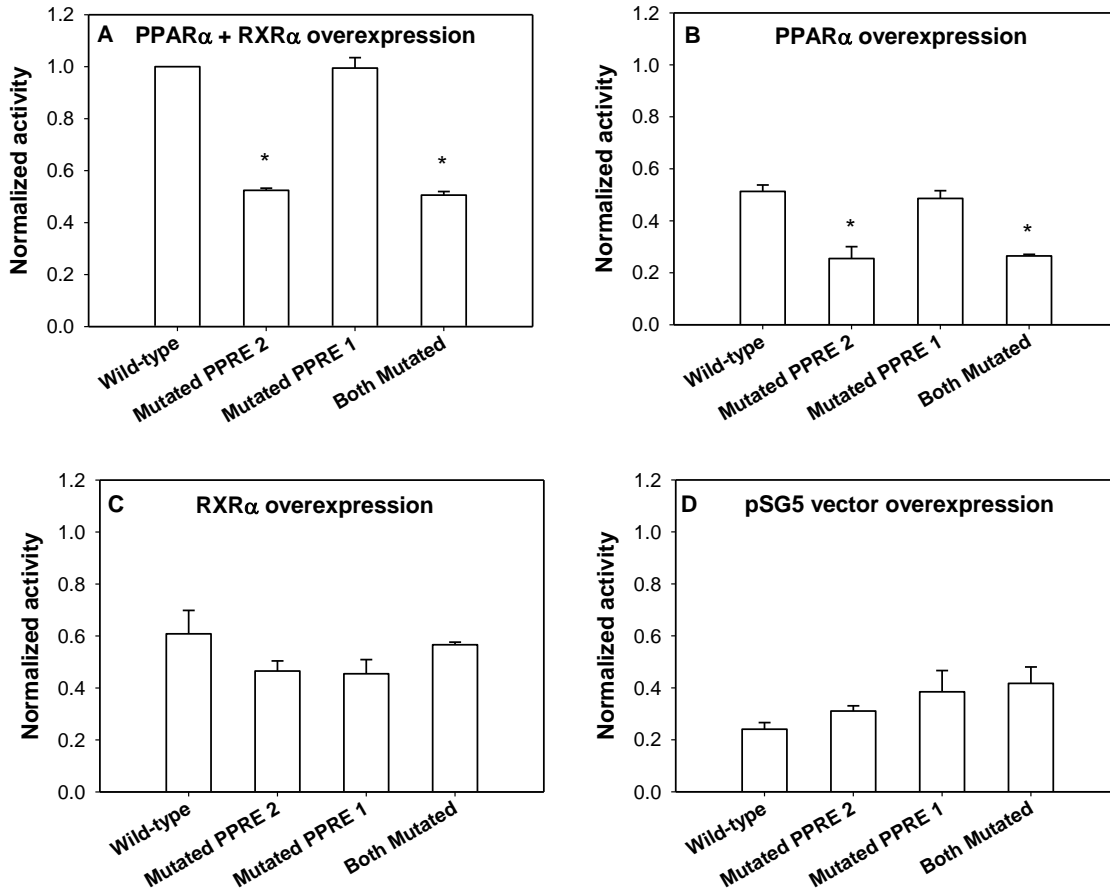 A PPARα + RXRα overexpression
Normalized activity
1.2
1.0
0.8
0.6
0.4
0.2
0.0
*
*
Wild-type
Mutated PPRE 2
Mutated PPRE 1
Both Mutated
B PPARα overexpression
Normalized activity
1.2
1.0
0.8
0.6
0.4
0.2
0.0
*
*
Wild-type
Mutated PPRE 2
Mutated PPRE 1
Both Mutated
C RXRα overexpression
Normalized activity
1.2
1.0
0.8
0.6
0.4
0.2
0.0
Wild-type
Mutated PPRE 2
Mutated PPRE 1
Both Mutated
D pSG5 vector overexpression
Normalized activity
1.2
1.0
0.8
0.6
0.4
0.2
0.0
Wild-type
Mutated PPRE 2
Mutated PPRE 1
Both Mutated